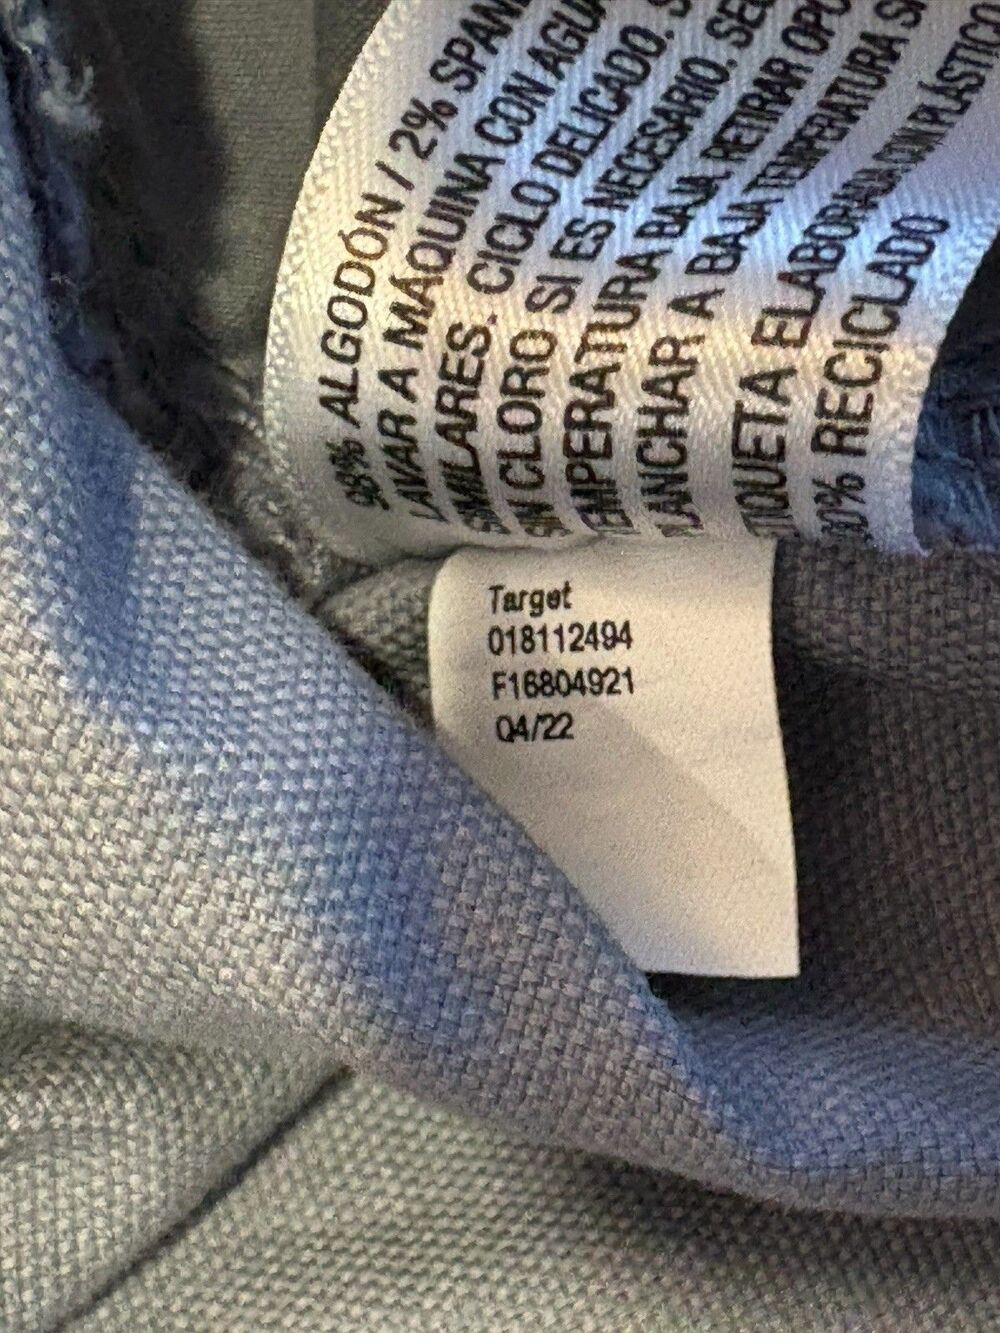 98% ALGODÓN / 2%
LAVAR A MÁQUINA CON AGUA
SIMILARES. CICLO DELICADO.
SIN CLORO SI ES NECESARIO.
TEMPERATURA BAJA. RETIRAR
PLANCHAR A BAJA TEMPERATURA
ETIQUETA ELABORADA CON PLÁSTICO
RECICLADO
Target
018112494
F16804921
Q4/22